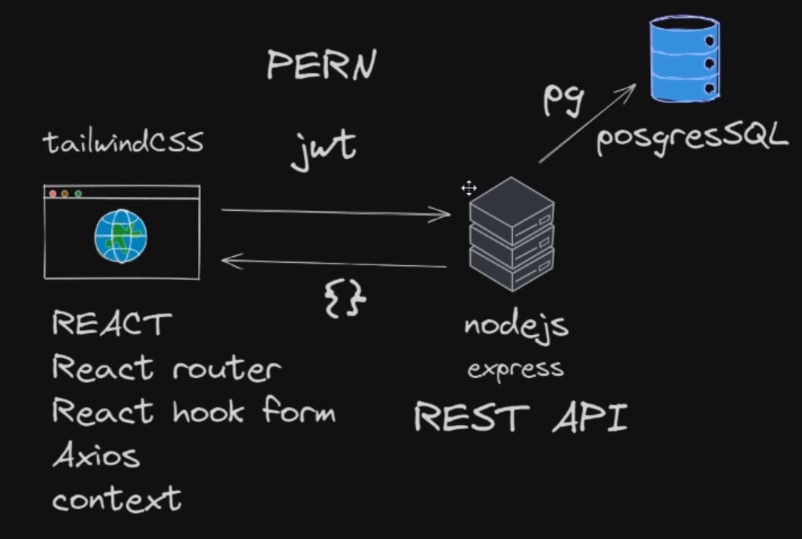 PERN
pg
posgresSQL
tailwindCSS
jwt
{}
REACT
React router
React hook form
Axios
context
nodejs
express
REST API